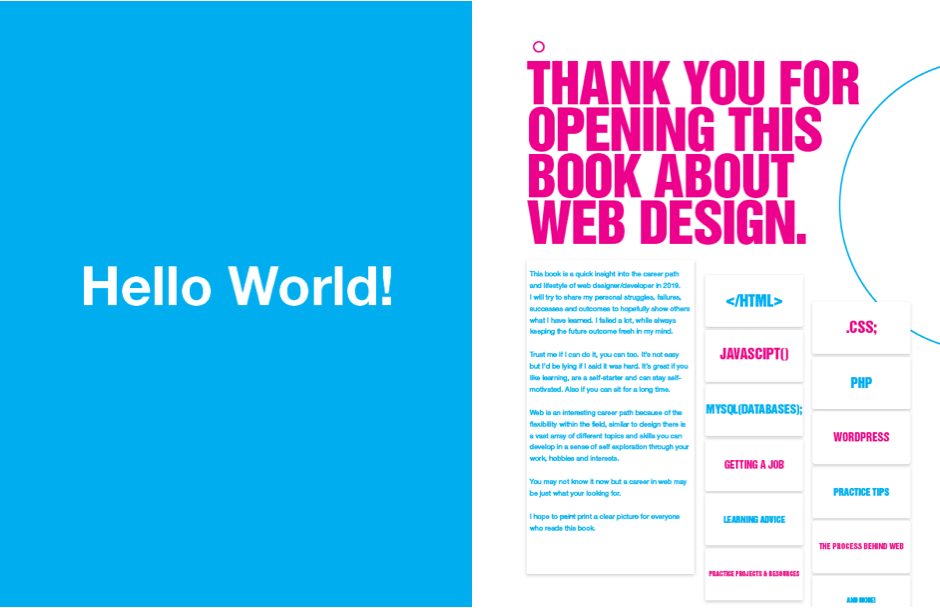 Hello World!
THANK YOU FOR
OPENING THIS
BOOK ABOUT
WEB DESIGN.
This book is a quick insight into the career path
and lifestyle of web designer/developer in 2019.
I will try to share my personal struggles, failures,
successes and outcomes to hopefully show others
what I have learned. I failed a lot, while always
keeping the future outcome fresh in my mind.
Trust me if I can do it, you can too. It's not easy
but I'd be lying if I said it was hard. It's great if you
like learning, are a self-starter and can stay self-
motivated. Also if you can sit for a long time.
Web is an interesting career path because of the
flexibility within the field, similar to design there is
a vast array of different topics and skills you can
develop in a sense of self exploration through your
work, hobbies and interests.
You may not know it now but a career in web may
be just what your looking for.
I hope to paint print a clear picture for everyone
who reads this book.
</HTML>
JAVASCIPT()
MYSQL(DATABASES);
GETTING A JOB
LEARNING ADVICE
PRACTICE PROJECTS & RESOURCES
.CSS;
PHP
WORDPRESS
PRACTICE TIPS
THE PROCESS BEHIND WEB
AND MORE!